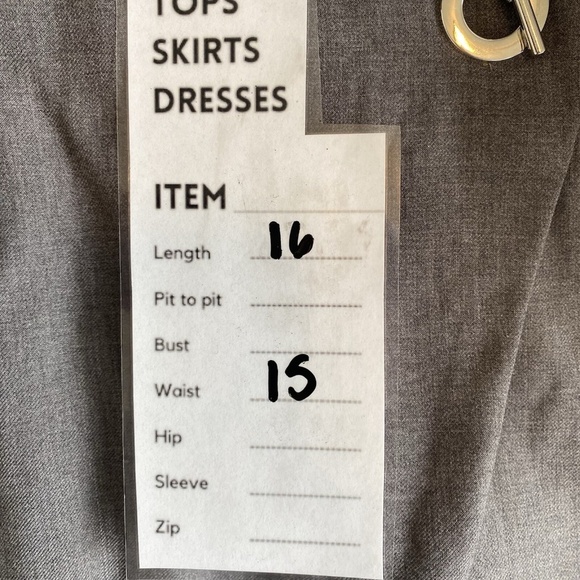 TOPS
SKIRTS
DRESSES
ITEM
Length 16
Pit to pit
Bust
Waist 15
Hip
Sleeve
Zip